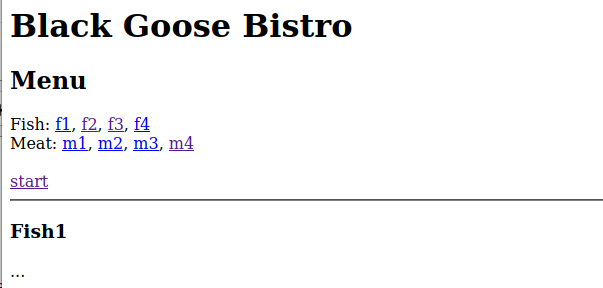 Black Goose Bistro
Menu
Fish: f1, f2, f3, f4
Meat: m1, m2, m3, m4
start
Fish1
...